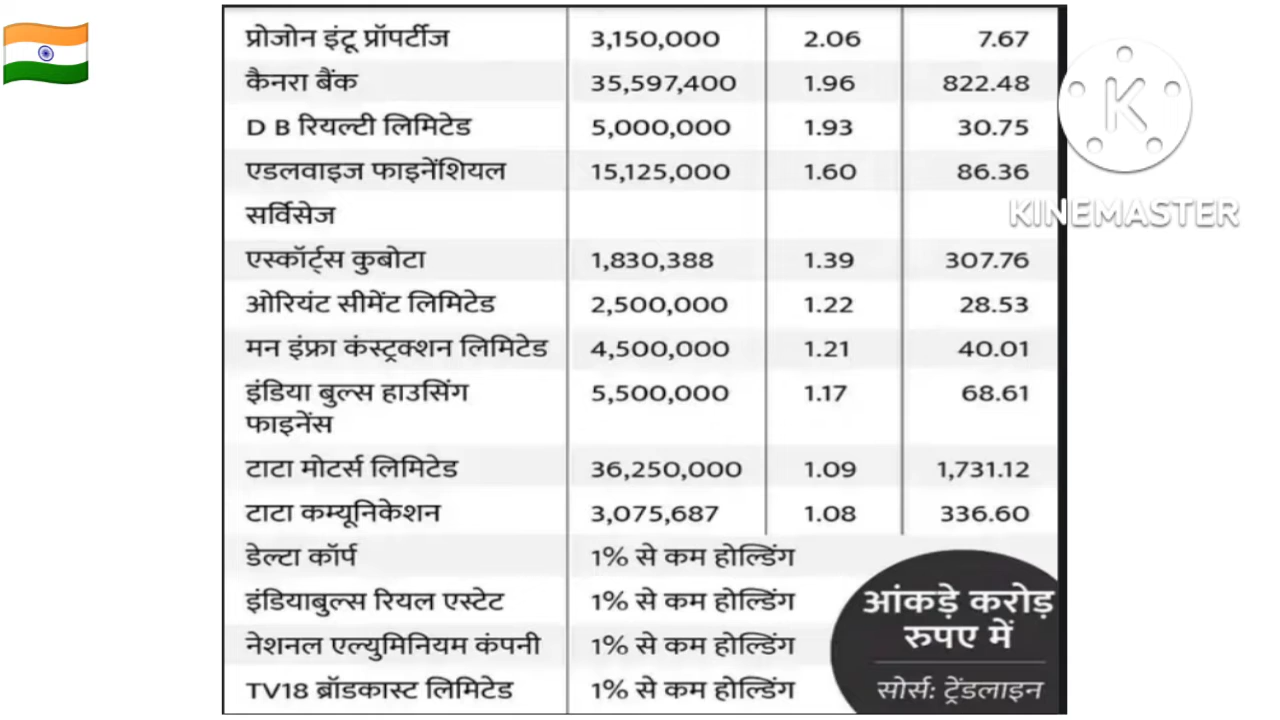 प्रोजोन इंटू प्रॉपर्टीज 3,150,000 2.06 7.67
कैनरा बैंक 35,597,400 1.96 822.48
D B रियल्टी लिमिटेड 5,000,000 1.93 30.75
एडलवाइज फाइनेंशियल 15,125,000 1.60 86.36
सर्विसेज
एस्कॉर्ट्स कुबोटा 1,830,388 1.39 307.76
ओरियंट सीमेंट लिमिटेड 2,500,000 1.22 28.53
मन इंफ्रा कंस्ट्रक्शन लिमिटेड 4,500,000 1.21 40.01
इंडिया बुल्स हाउसिंग 5,500,000 1.17 68.61
फाइनेंस
टाटा मोटर्स लिमिटेड 36,250,000 1.09 1,731.12
टाटा कम्यूनिकेशन 3,075,687 1.08 336.60
डेल्टा कॉर्प 1% से कम होल्डिंग
इंडियाबुल्स रियल एस्टेट 1% से कम होल्डिंग
नेशनल एल्युमिनियम कंपनी 1% से कम होल्डिंग
TV18 ब्रॉडकास्ट लिमिटेड 1% से कम होल्डिंग
आंकड़े करोड़
रुपए में
सोर्स: ट्रेंडलाइन
K
KINEMASTER